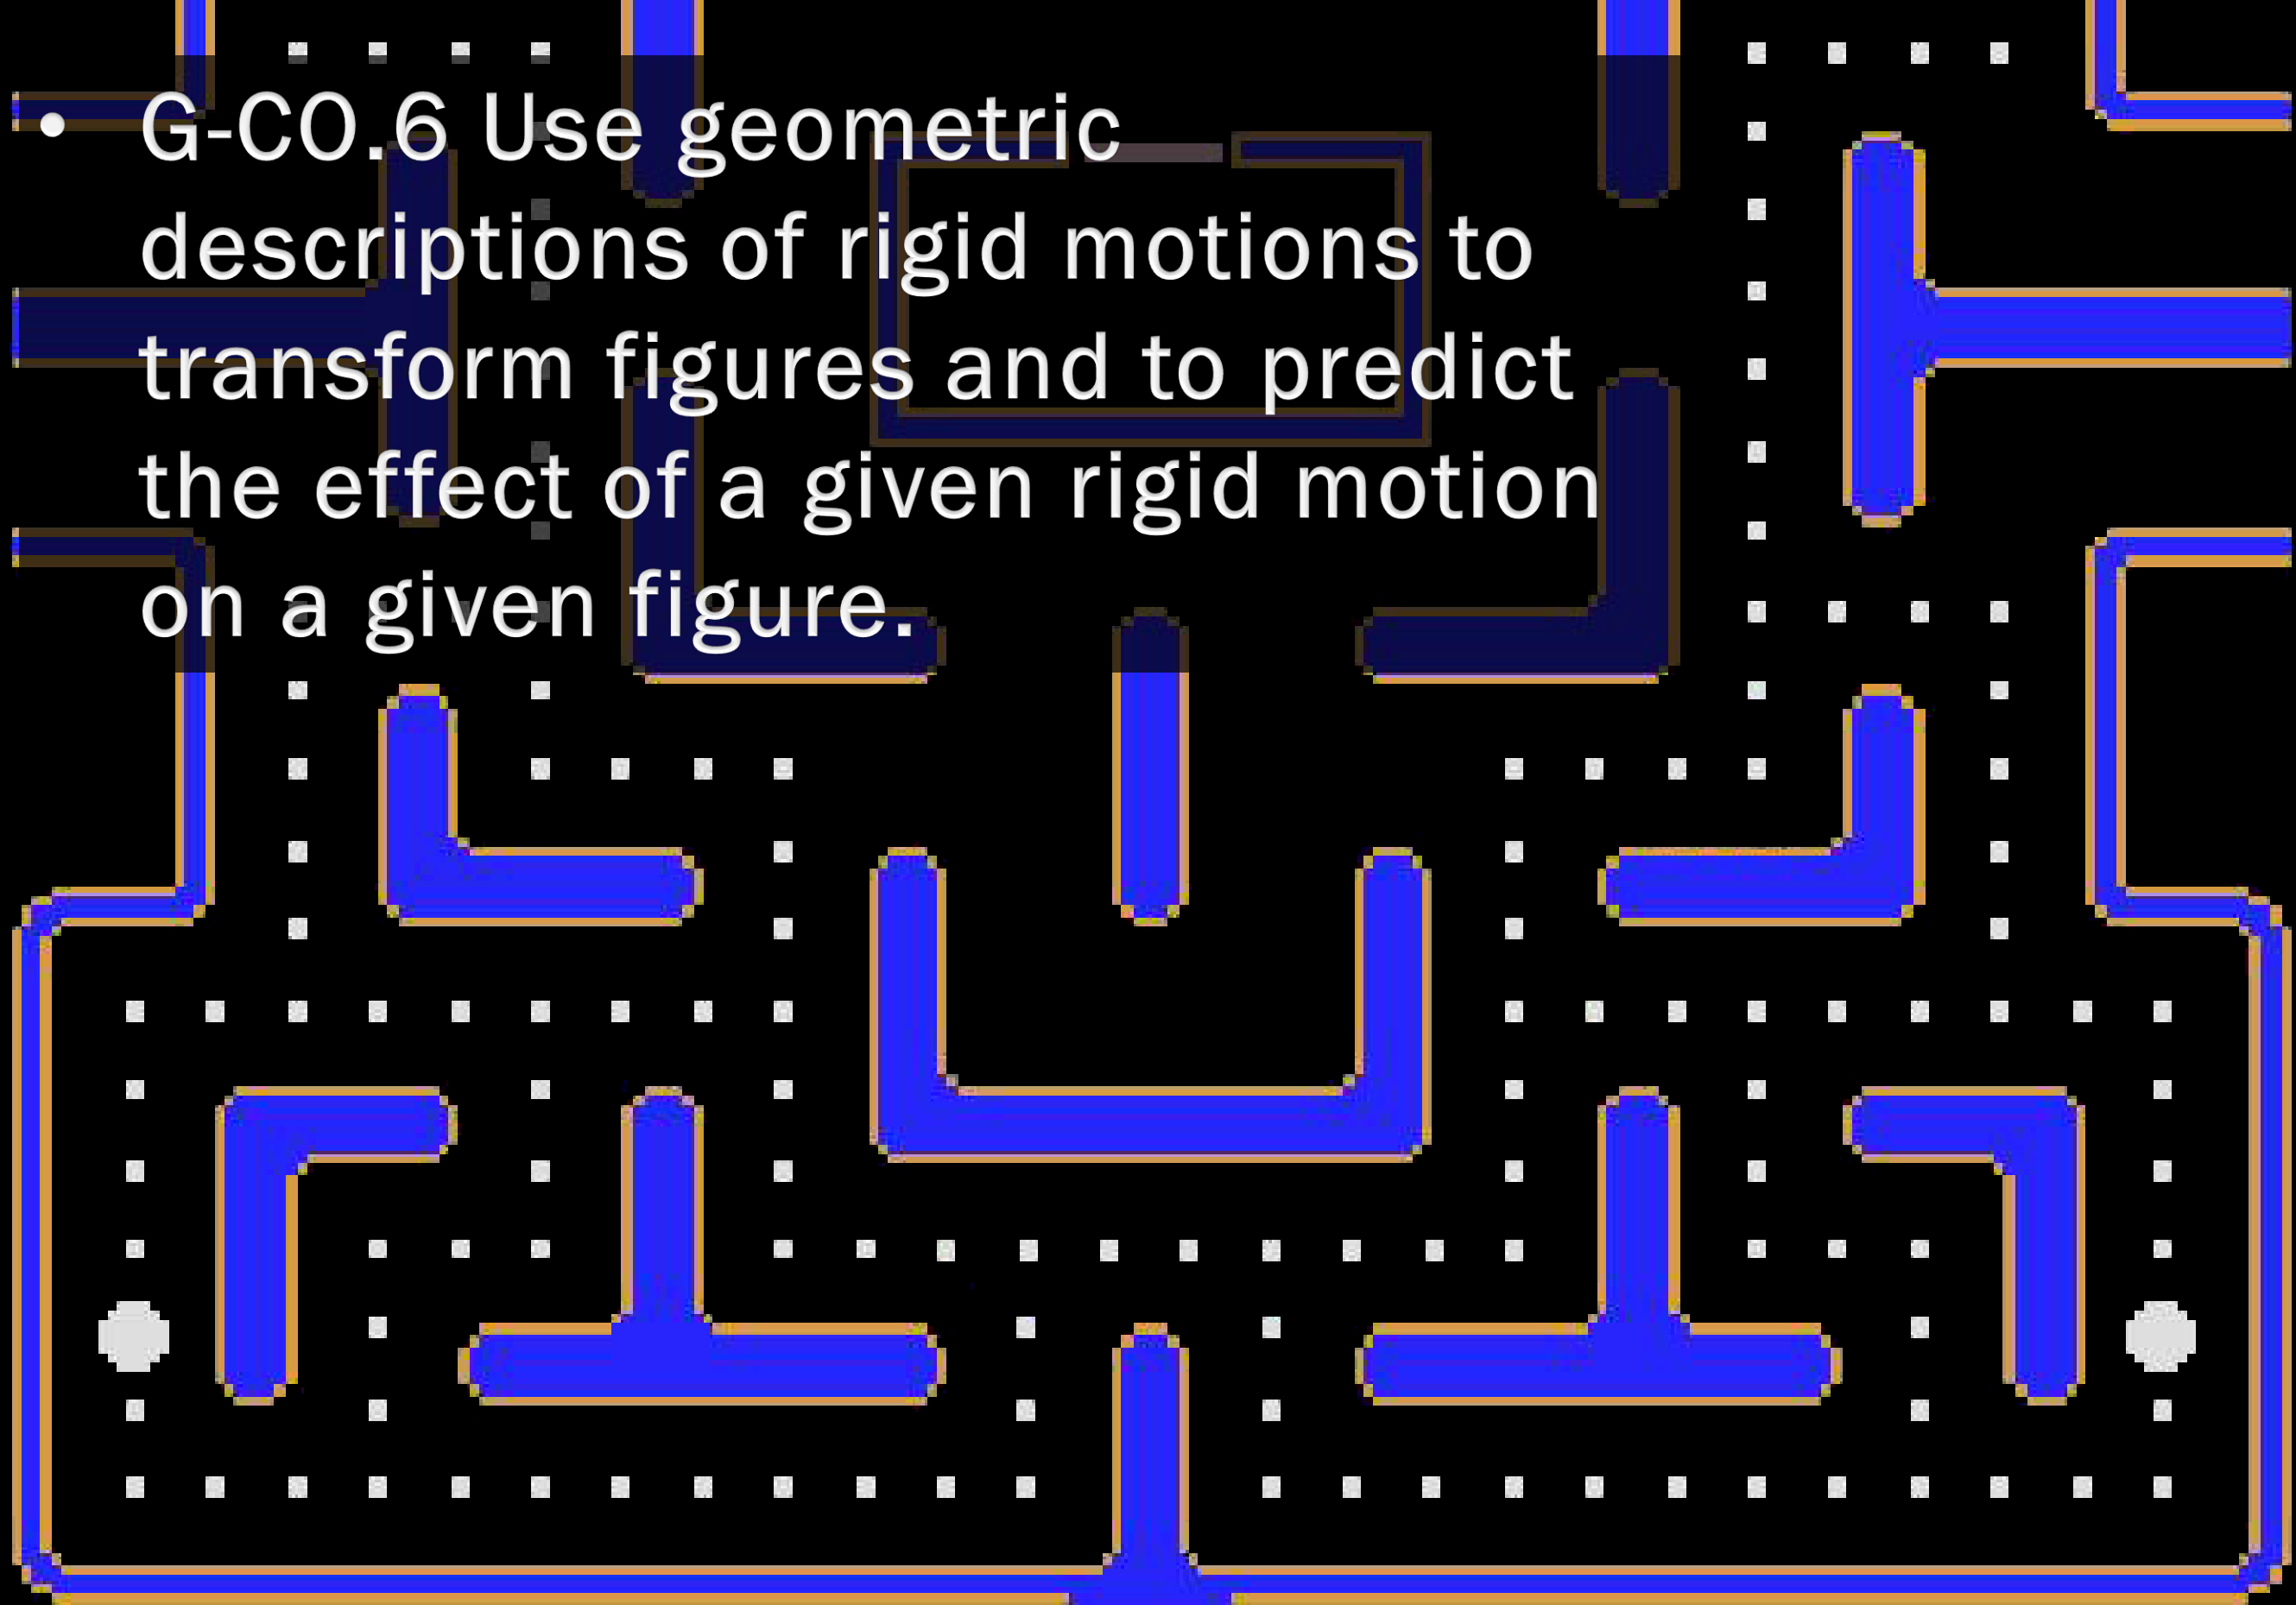 • G-CO.6 Use geometric
descriptions of rigid motions to
transform figures and to predict
the effect of a given rigid motion
on a given figure.